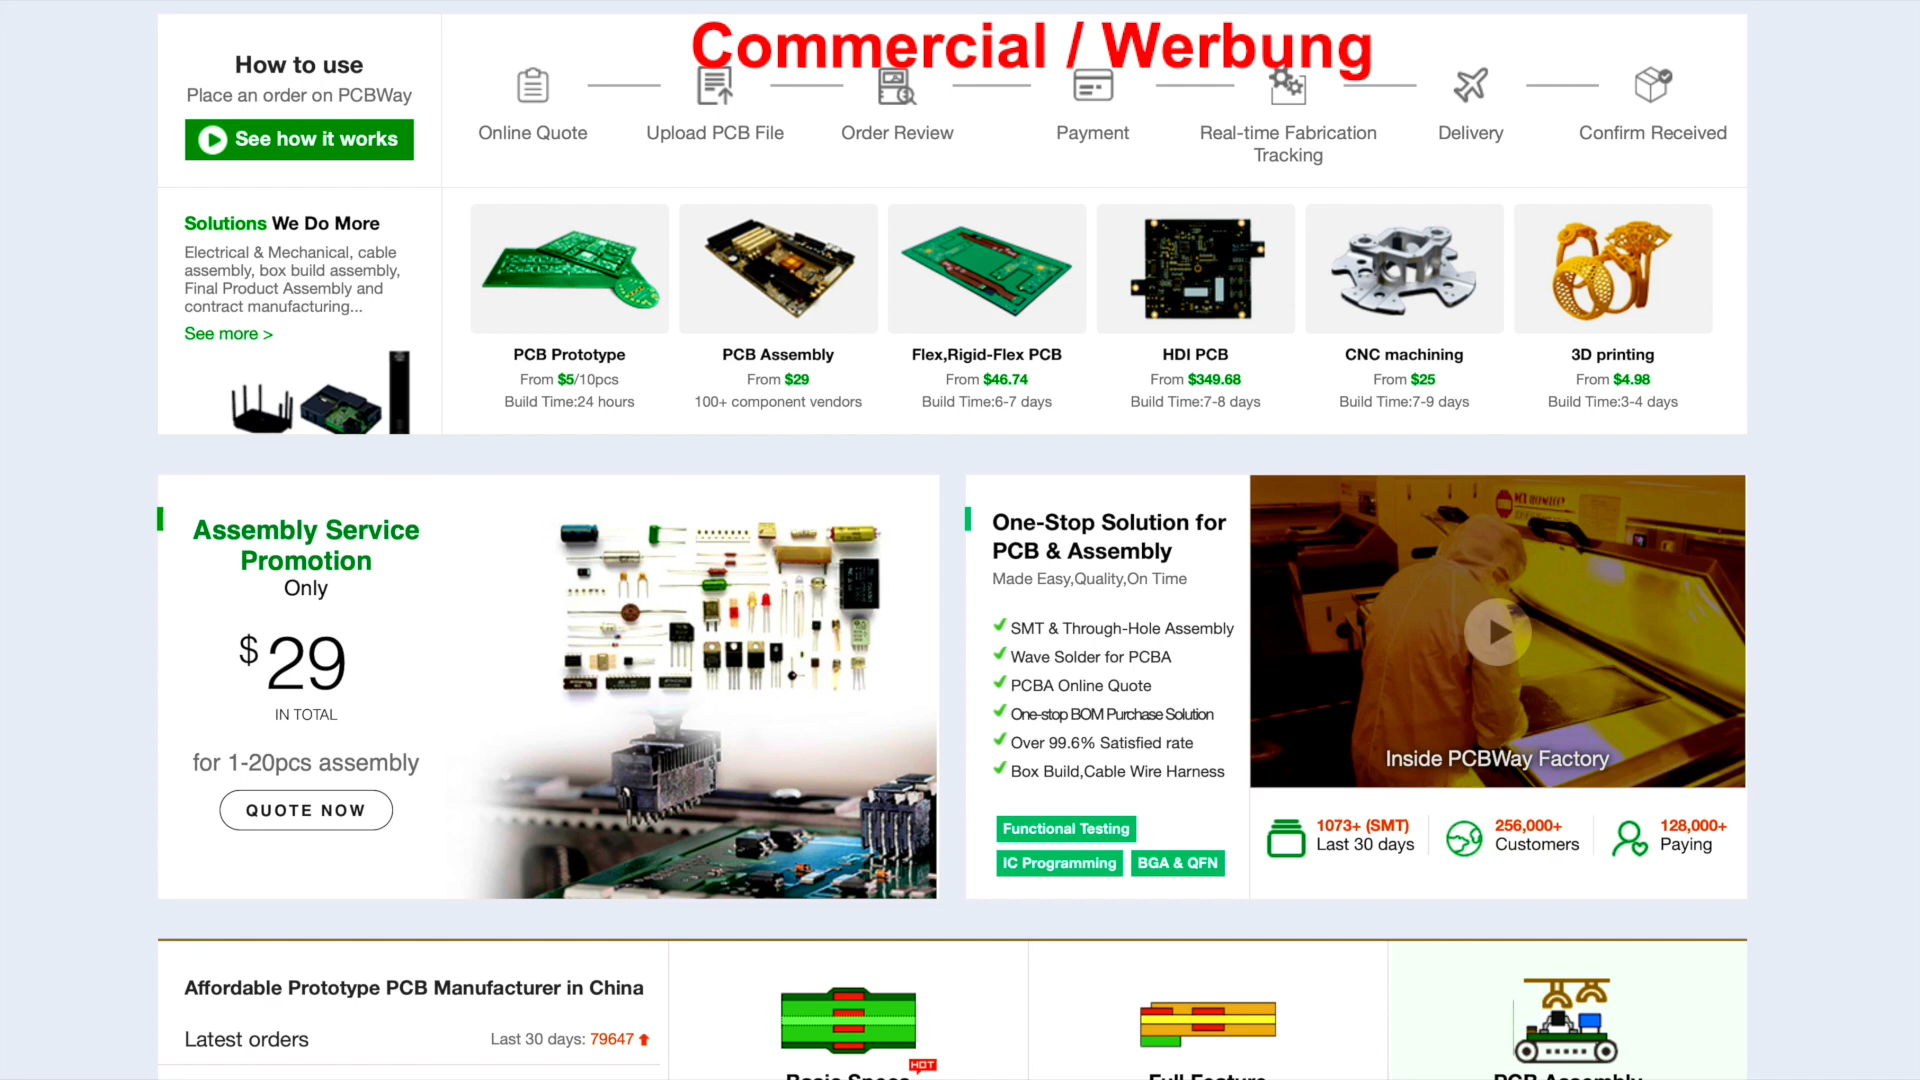 Commercial / Werbung
How to use
Place an order on PCBWay
See how it works
Online Quote
Upload PCB File
Order Review
Payment
Real-time Fabrication
Tracking
Delivery
Confirm Received
Solutions We Do More
Electrical & Mechanical, cable
assembly, box build assembly,
Final Product Assembly and
contract manufacturing...
See more >
PCB Prototype
From $5/10pcs
Build Time:24 hours
PCB Assembly
From $29
100+ component vendors
Flex,Rigid-Flex PCB
From $46.74
Build Time:6-7 days
HDI PCB
From $349.68
Build Time:7-8 days
CNC machining
From $25
Build Time:7-9 days
3D printing
From $4.98
Build Time:3-4 days
Assembly Service
Promotion
Only
$29
IN TOTAL
for 1-20pcs assembly
QUOTE NOW
One-Stop Solution for
PCB & Assembly
Made Easy,Quality,On Time
SMT & Through-Hole Assembly
Wave Solder for PCBA
PCBA Online Quote
One-stop BOM Purchase Solution
Over 99.6% Satisfied rate
Box Build,Cable Wire Harness
Functional Testing
IC Programming
BGA & QFN
Inside PCBWay Factory
1073+ (SMT)
Last 30 days
256,000+
Customers
128,000+
Paying
Affordable Prototype PCB Manufacturer in China
Latest orders
Last 30 days: 79647
HOT
Basic Specs
Full Feature
PCB Assembly